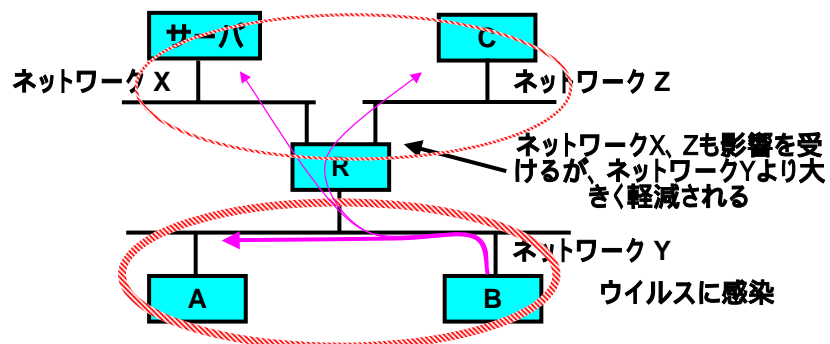 サーバ
C
ネットワーク X
ネットワーク Z
R
ネットワークX、Zも影響を受
けるが、ネットワークYより大
きく軽減される
ネットワーク Y
A
B
ウイルスに感染